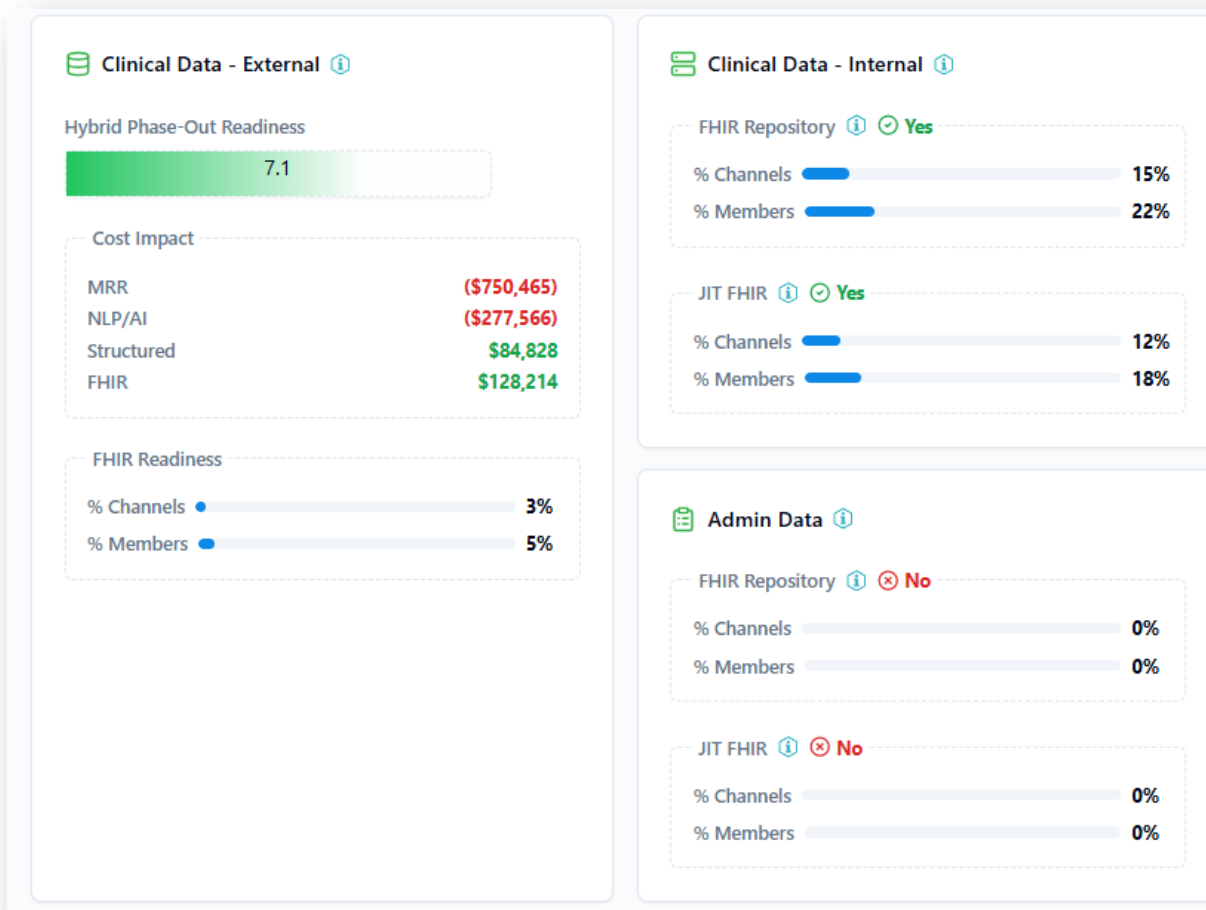 Clinical Data - External
Hybrid Phase-Out Readiness
7.1
Cost Impact
MRR ($750,465)
NLP/AI ($277,566)
Structured $84,828
FHIR $128,214
FHIR Readiness
% Channels 3%
% Members 5%
Clinical Data - Internal
FHIR Repository Yes
% Channels 15%
% Members 22%
JIT FHIR Yes
% Channels 12%
% Members 18%
Admin Data
FHIR Repository No
% Channels 0%
% Members 0%
JIT FHIR No
% Channels 0%
% Members 0%